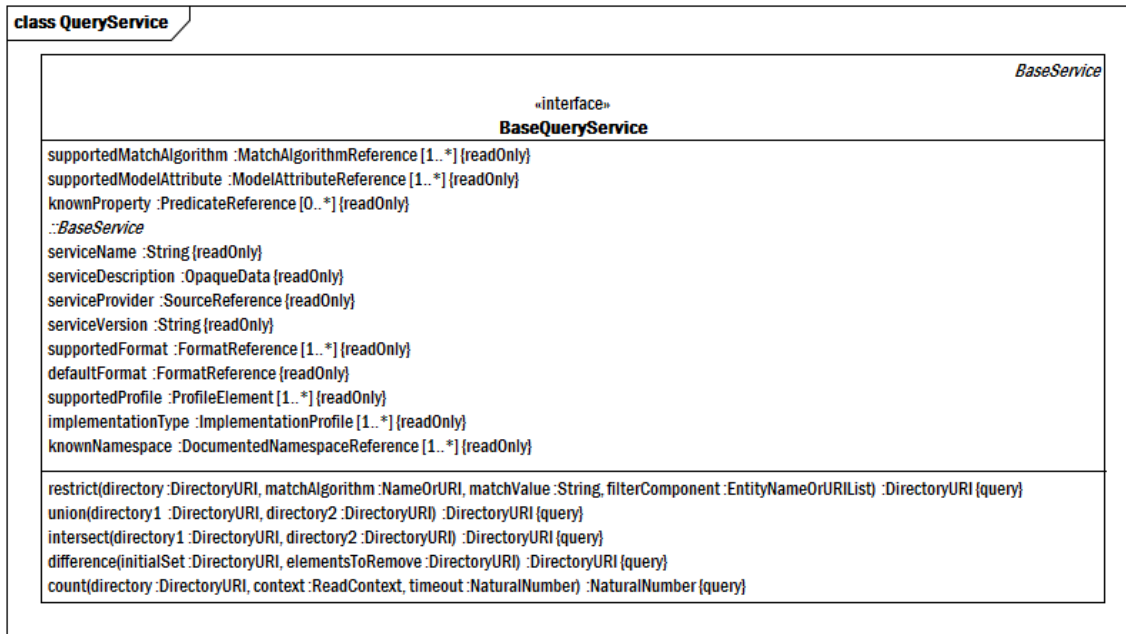 class QueryService
BaseService
«interface»
BaseQueryService
supportedMatchAlgorithm :MatchAlgorithmReference [1..*] {readOnly}
supportedModelAttribute :ModelAttributeReference [1..*] {readOnly}
knownProperty :PredicateReference [0..*] {readOnly}
::BaseService
serviceName :String {readOnly}
serviceDescription :OpaqueData {readOnly}
serviceProvider :SourceReference {readOnly}
serviceVersion :String {readOnly}
supportedFormat :FormatReference [1..*] {readOnly}
defaultFormat :FormatReference {readOnly}
supportedProfile :ProfileElement [1..*] {readOnly}
implementationType :ImplementationProfile [1..*] {readOnly}
knownNamespace :DocumentedNamespaceReference [1..*] {readOnly}
restrict(directory :DirectoryURI, matchAlgorithm :NameOrURI, matchValue :String, filterComponent :EntityNameOrURIList) :DirectoryURI {query}
union(directory1 :DirectoryURI, directory2 :DirectoryURI) :DirectoryURI {query}
intersect(directory1 :DirectoryURI, directory2 :DirectoryURI) :DirectoryURI {query}
difference(initialSet :DirectoryURI, elementsToRemove :DirectoryURI) :DirectoryURI {query}
count(directory :DirectoryURI, context :ReadContext, timeout :NaturalNumber) :NaturalNumber {query}